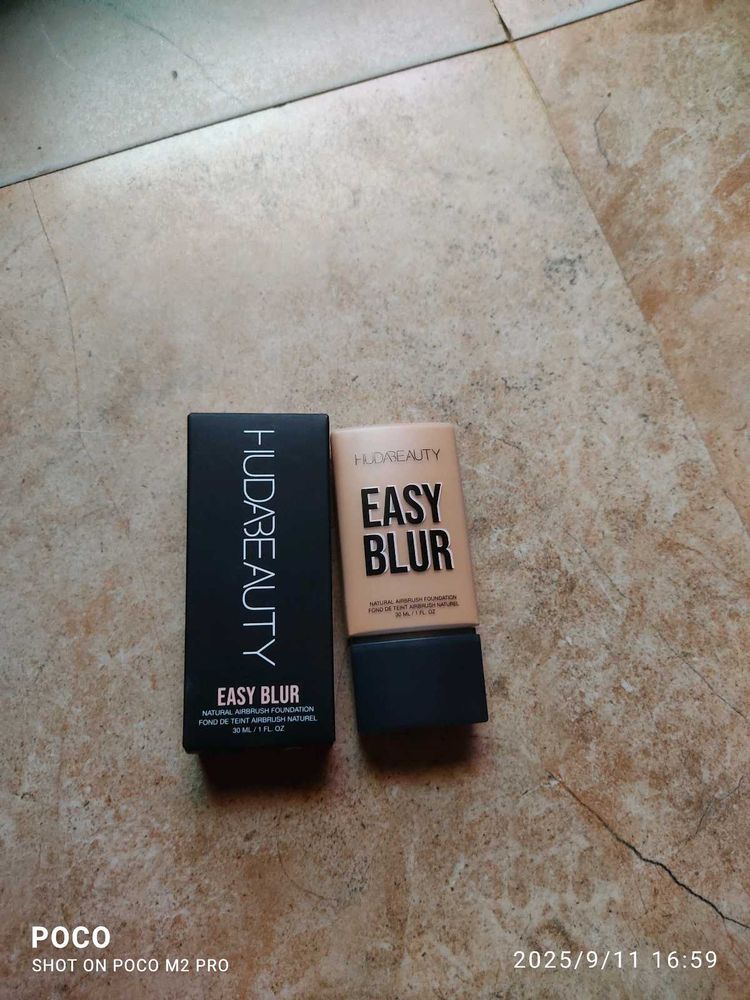 HUDABEAUTY
EASY BLUR
NATURAL AIRBRUSH FOUNDATION
FOND DE TEINT AIRBRUSH NATUREL
30 ML / 1 FL. OZ
HUDABEAUTY
EASY
BLUR
NATURAL AIRBRUSH FOUNDATION
FOND DE TEINT AIRBRUSH NATUREL
30 ML / 1 FL. OZ
POCO
SHOT ON POCO M2 PRO
2025/9/11 16:59